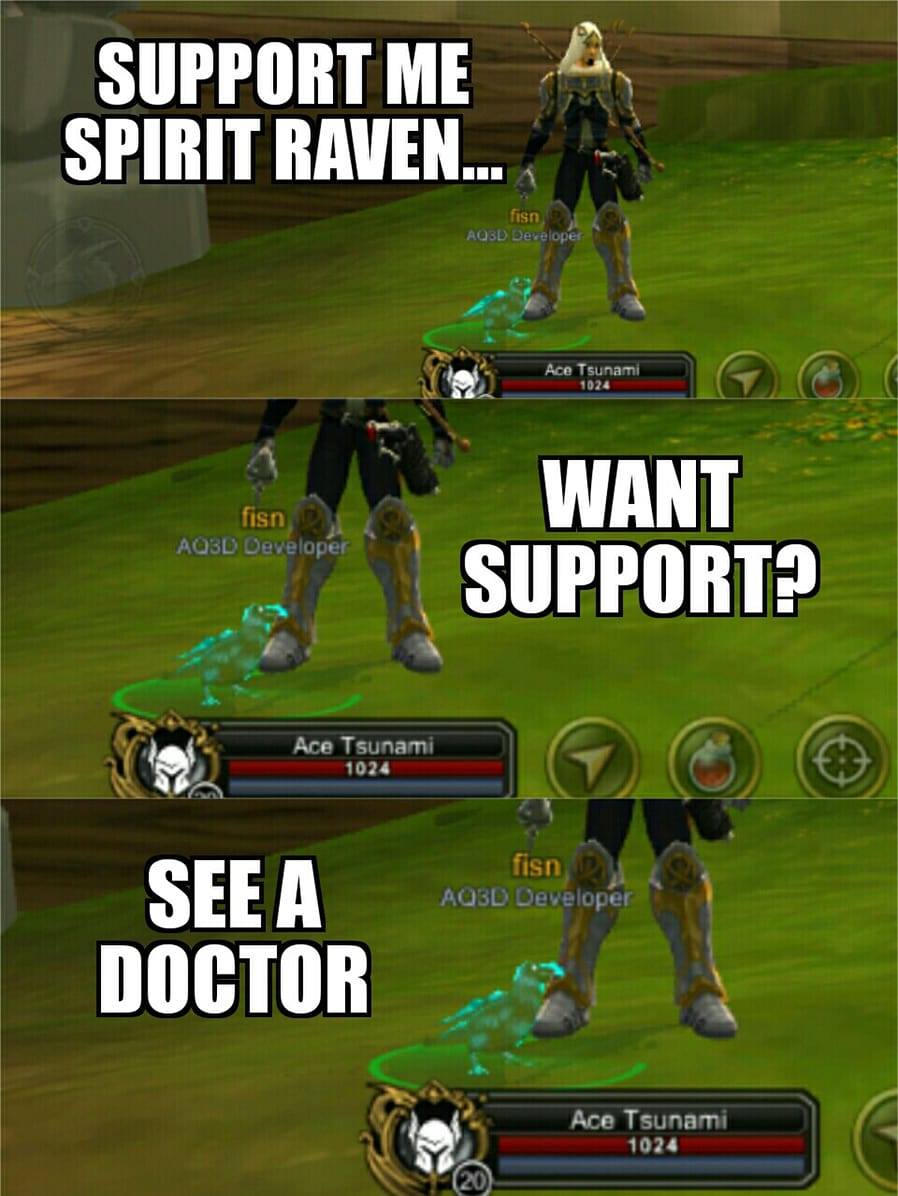 SUPPORT ME
SPIRIT RAVEN...
fisn
AQ3D Developer
Ace Tsunami
1024
WANT
SUPPORT?
fisn
AQ3D Developer
Ace Tsunami
1024
SEE A
DOCTOR
fisn
AQ3D Developer
Ace Tsunami
1024
20